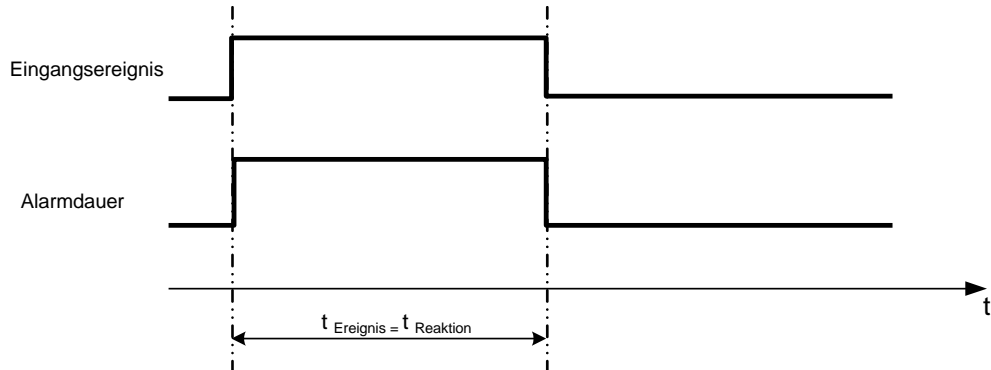 Eingangsereignis
Alarmdauer
t
t Ereignis = t Reaktion